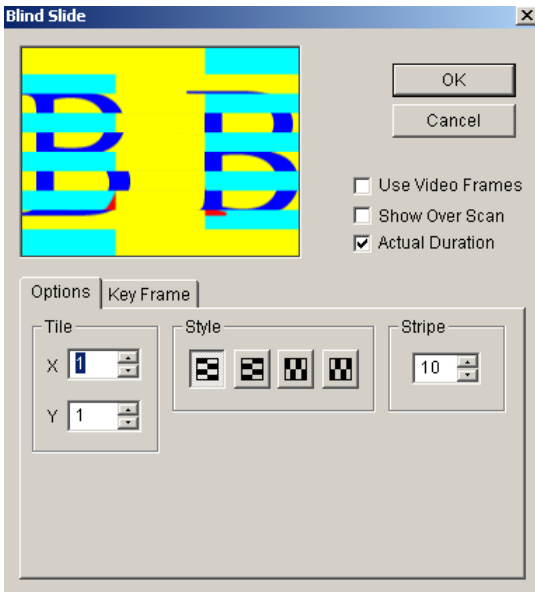 Blind Slide
B B
OK
Cancel
Use Video Frames
Show Over Scan
Actual Duration
Options Key Frame
Tile Style Stripe
X 1 10
Y 1